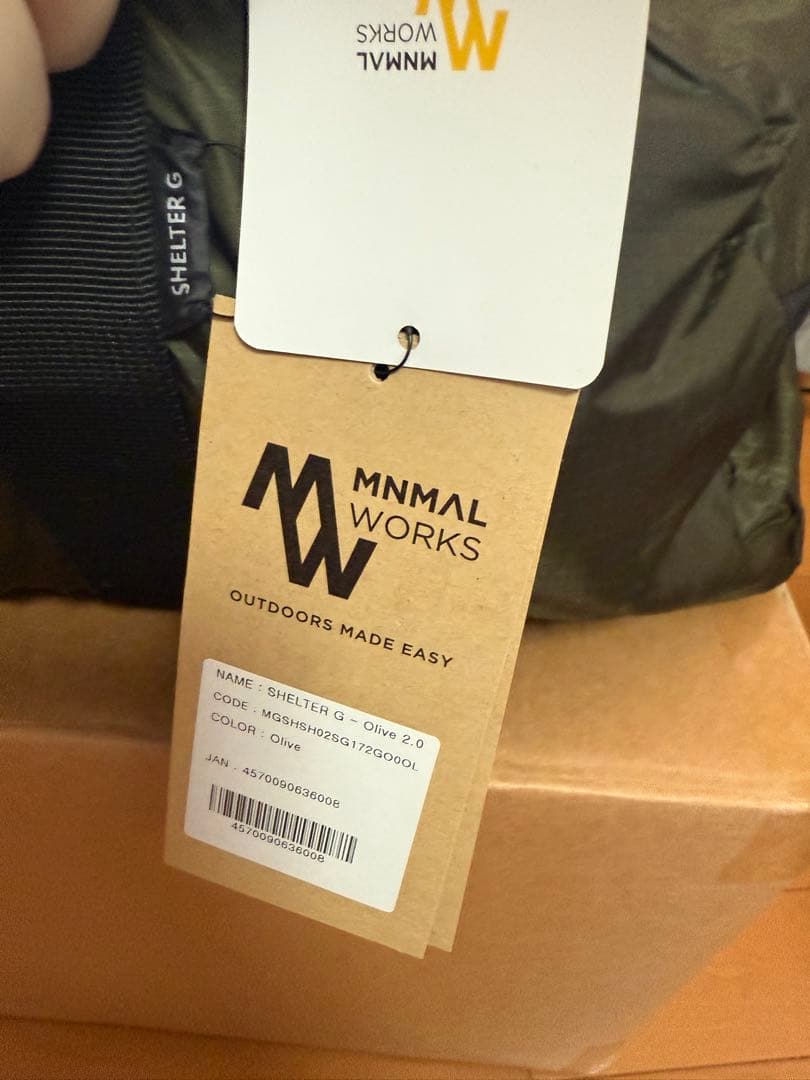 MNMAL
WORKS
SHELTER G
MNMAL
WORKS
OUTDOORS MADE EASY
NAME : SHELTER G - Olive 2.0
CODE : MGSHSH02SG172GO0OL
COLOR : Olive
JAN : 4570090636008
4570090636008